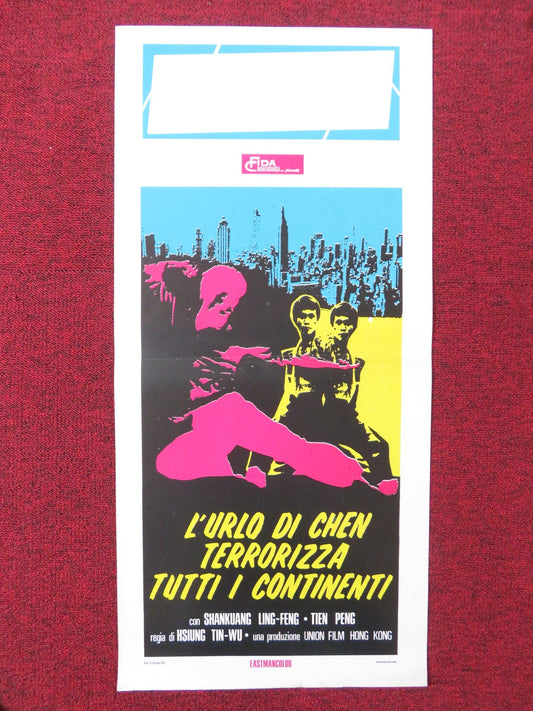 FIDA
CINEMATOGRAFICA
L'URLO DI CHEN
TERRORIZZA
TUTTI I CONTINENTI
con SHANKUANG LING-FENG • TIEN PENG
regia di HSIUNG TIN-WU • una produzione UNION FILM HONG KONG
EASTMANCOLOR